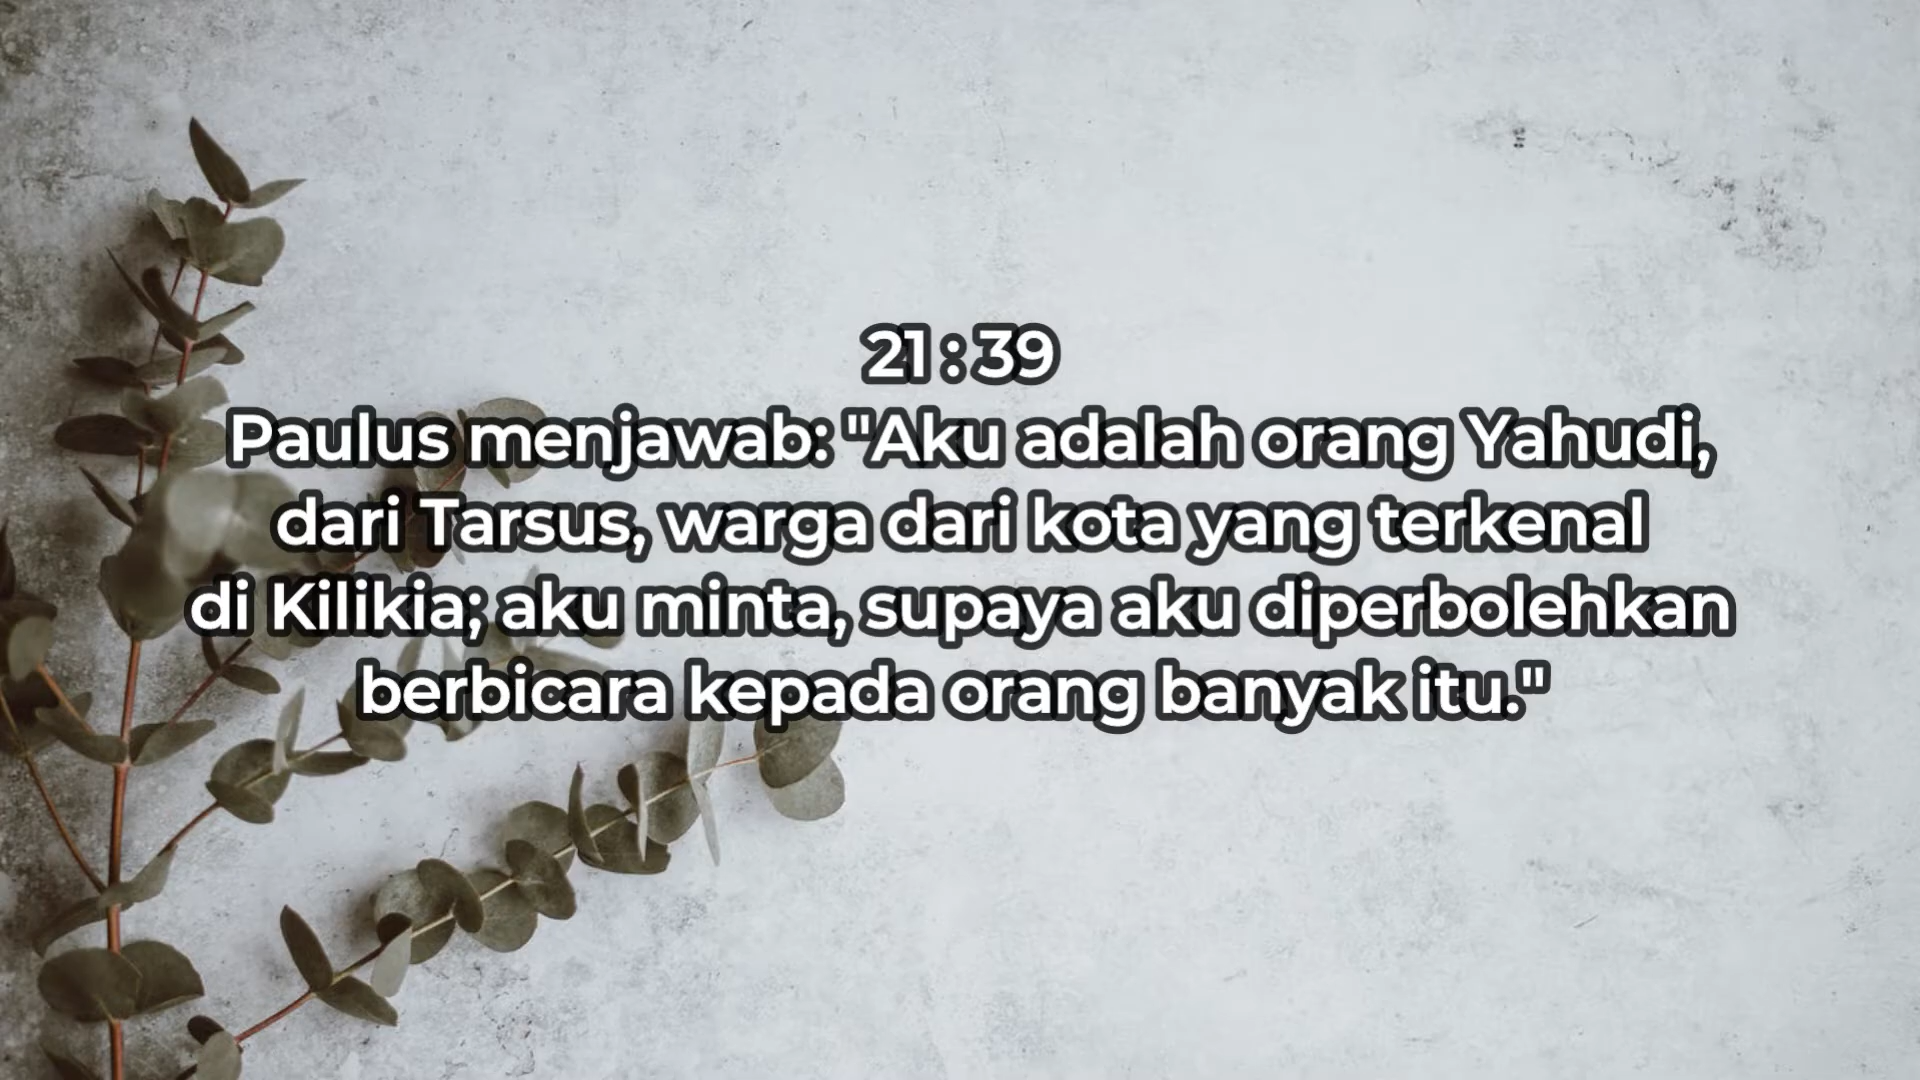 21 : 39
Paulus menjawab: "Aku adalah orang Yahudi,
dari Tarsus, warga dari kota yang terkenal
di Kilikia; aku minta, supaya aku diperbolehkan
berbicara kepada orang banyak itu."